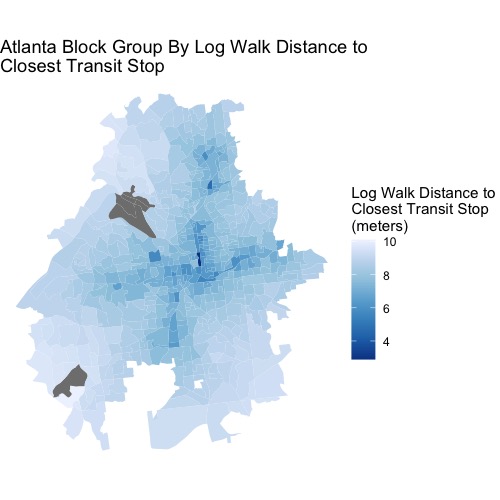 Atlanta Block Group By Log Walk Distance to
Closest Transit Stop
Log Walk Distance to
Closest Transit Stop
(meters)
10
8
6
4